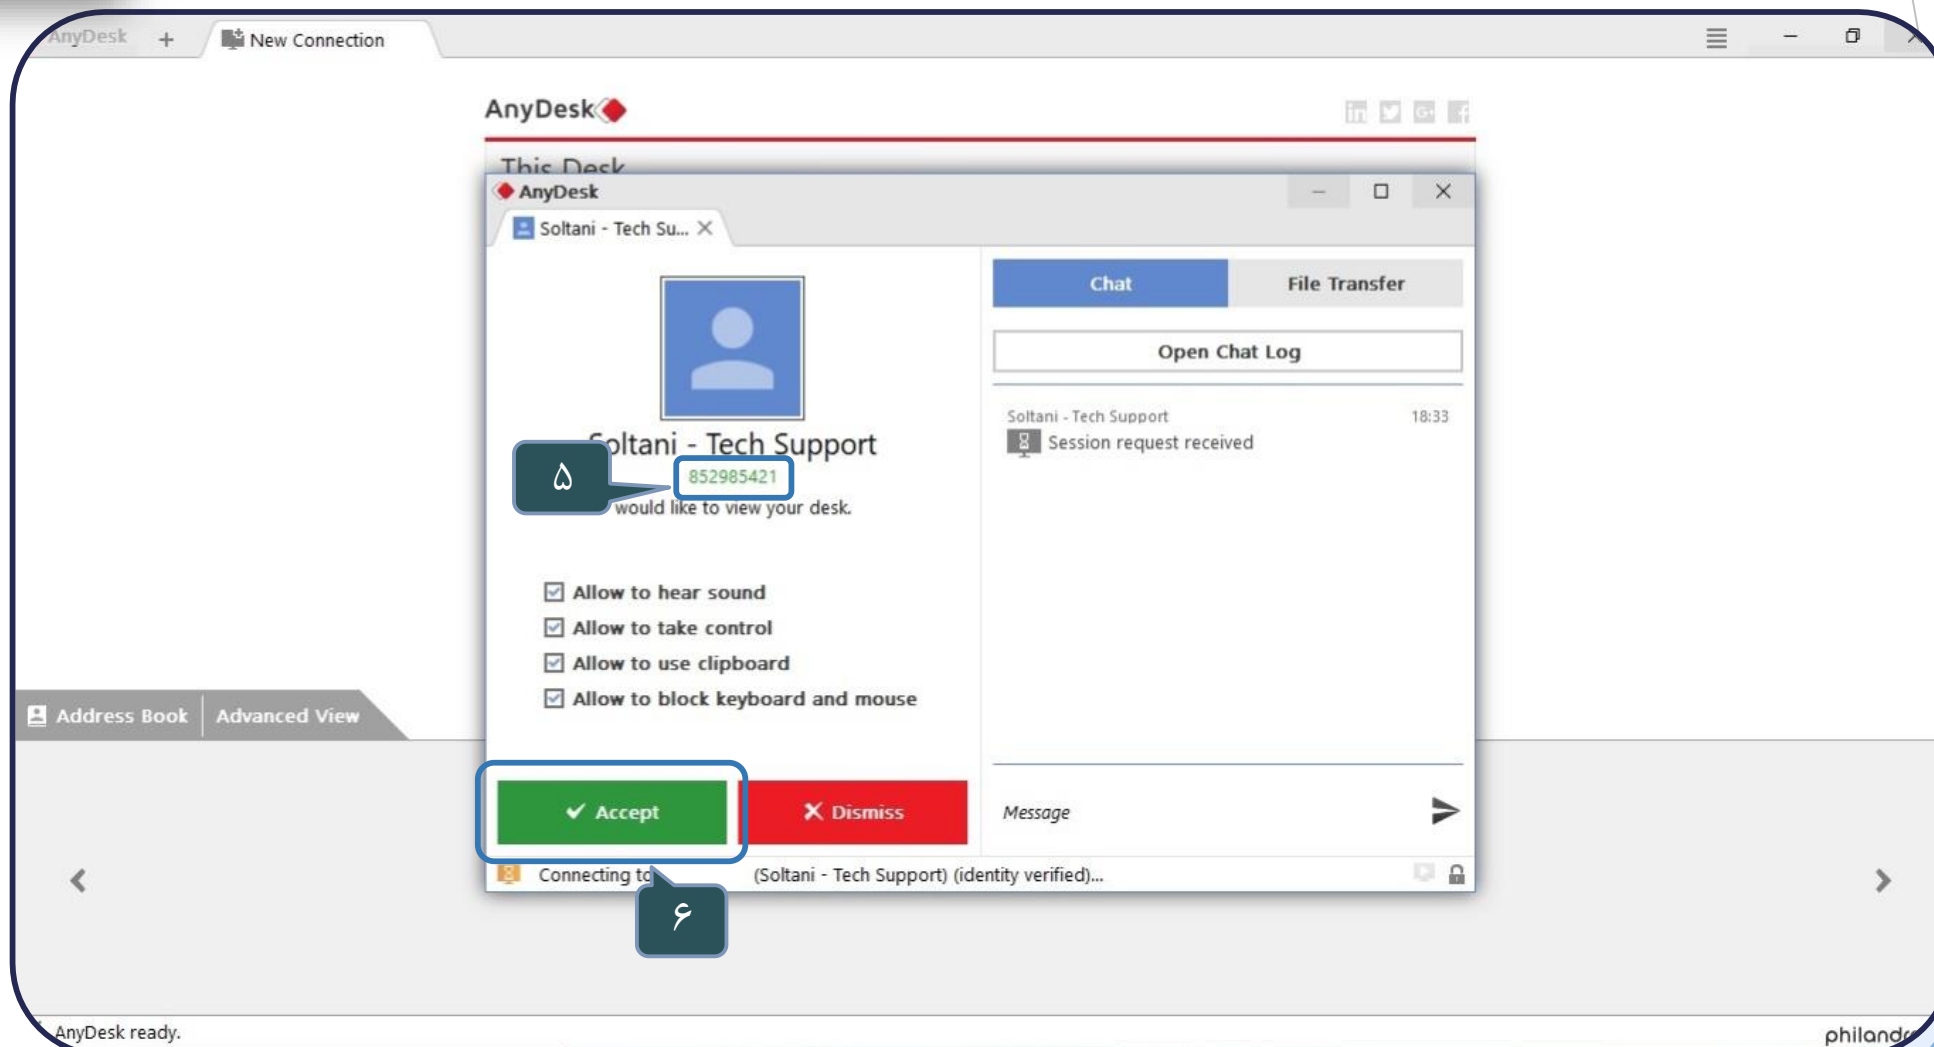 AnyDesk + New Connection
AnyDesk
This Desk
AnyDesk
Soltani - Tech Su...
Chat File Transfer
Open Chat Log
Soltani - Tech Support 18:33
Session request received
Soltani - Tech Support
۵
852985421
would like to view your desk.
Allow to hear sound
Allow to take control
Allow to use clipboard
Allow to block keyboard and mouse
Address Book Advanced View
Accept Dismiss
Message
Connecting to (Soltani - Tech Support) (identity verified)...
۶
AnyDesk ready.